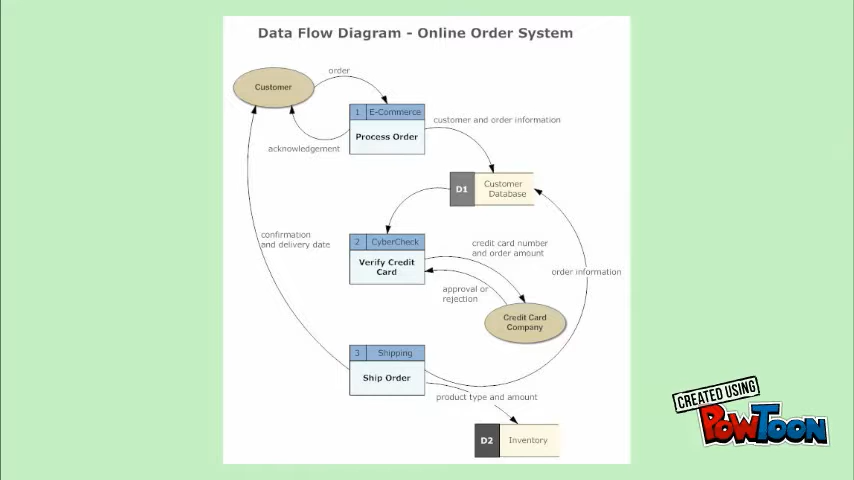 Data Flow Diagram - Online Order System
order
Customer
1 E-Commerce
Process Order
customer and order information
acknowledgement
D1
Customer
Database
confirmation
and delivery date
2 CyberCheck
Verify Credit
Card
credit card number
and order amount
order information
approval or
rejection
Credit Card
Company
3 Shipping
Ship Order
product type and amount
D2 Inventory
CREATED USING
POWTOON